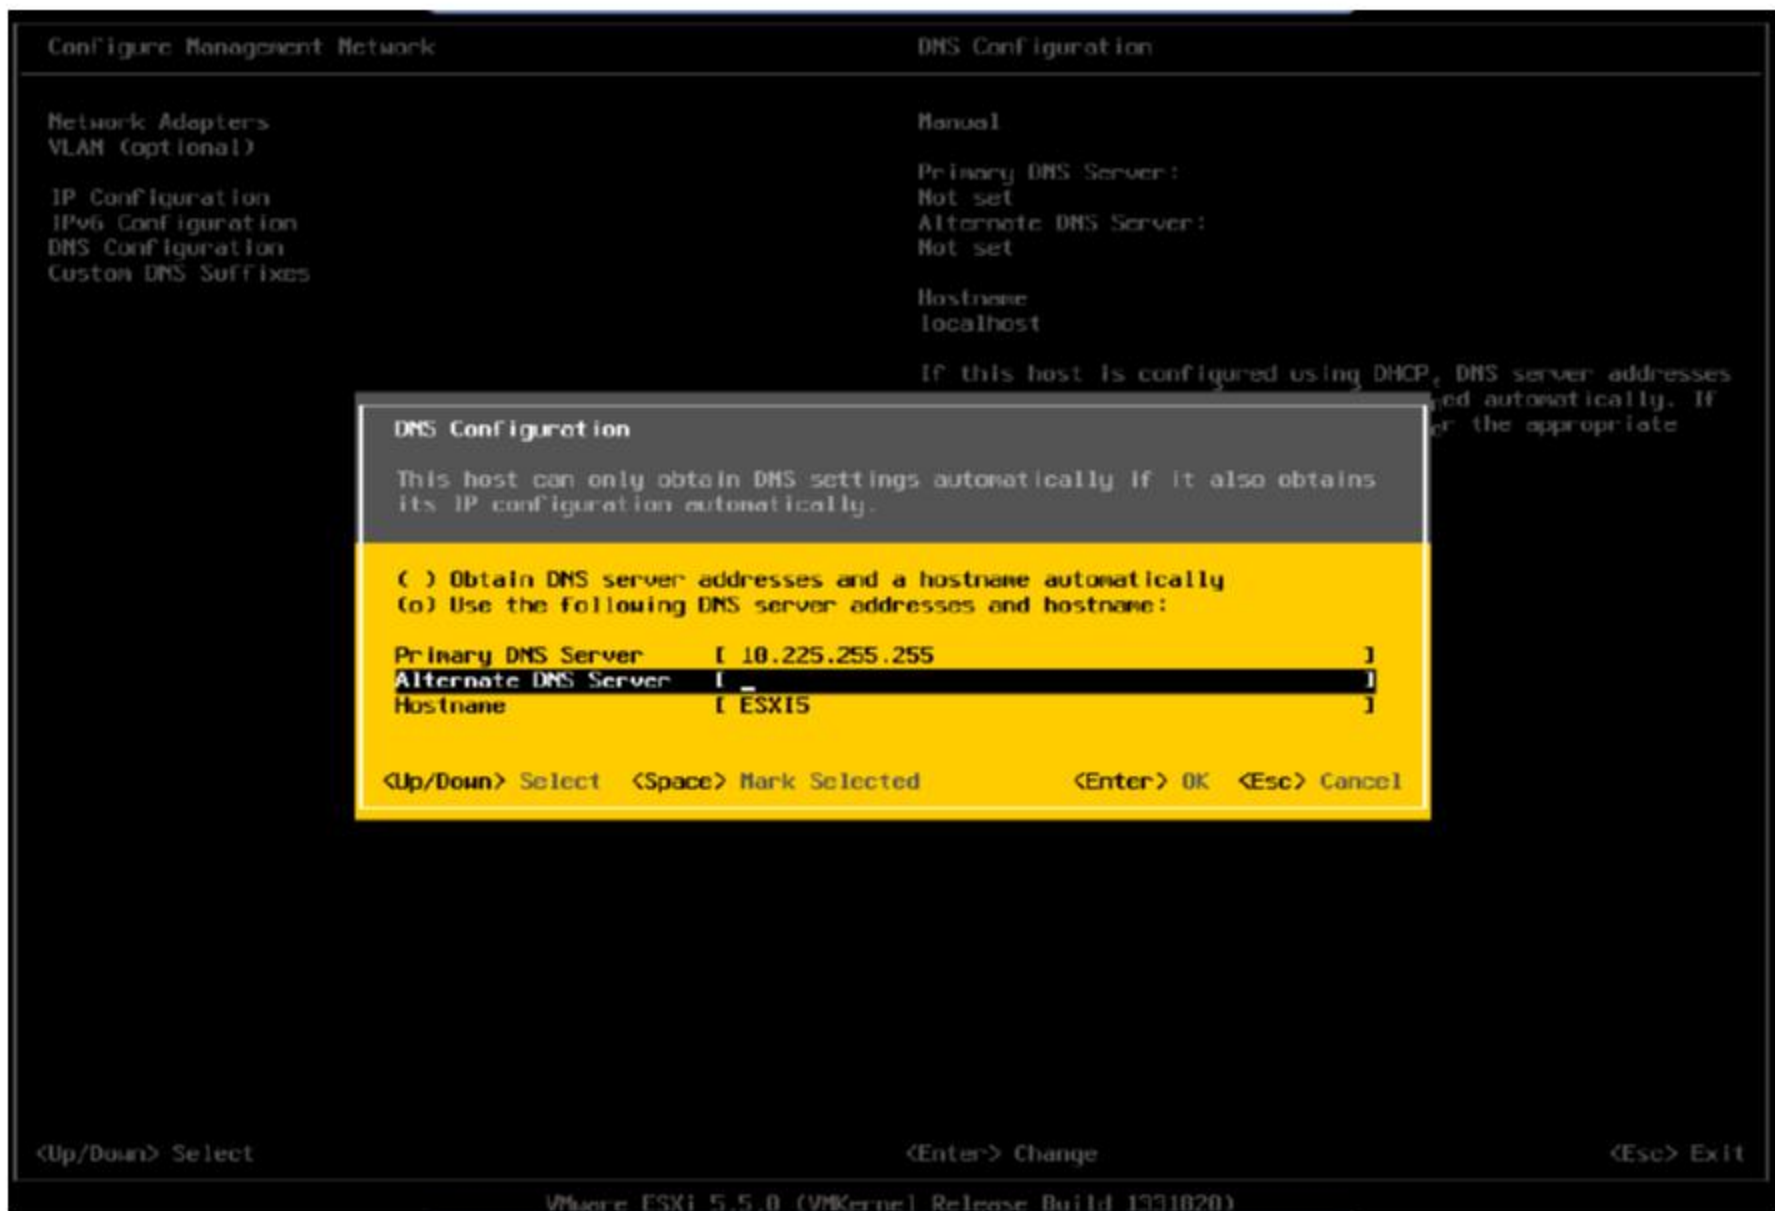 Configure Management Network
DNS Configuration
Network Adapters
VLAN (optional)
IP Configuration
IPv6 Configuration
DNS Configuration
Custom DNS Suffixes
Manual
Primary DNS Server:
Not set
Alternate DNS Server:
Not set
Hostname
localhost
If this host is configured using DHCP, DNS server addresses
ed automatically. If
r the appropriate
DNS Configuration
This host can only obtain DNS settings automatically if it also obtains
its IP configuration automatically.
( ) Obtain DNS server addresses and a hostname automatically
(o) Use the following DNS server addresses and hostname:
Primary DNS Server [ 10.225.255.255 ]
Alternate DNS Server [ _ ]
Hostname [ ESXI5 ]
<Up/Down> Select <Space> Mark Selected <Enter> OK <Esc> Cancel
<Up/Down> Select <Enter> Change <Esc> Exit
VMware ESXi 5.5.0 (VMKernel Release Build 1331820)